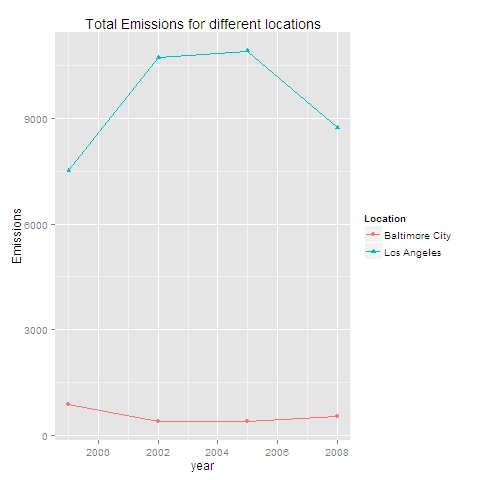 Total Emissions for different locations
Emissions
9000
6000
3000
0
2000
2002
2004
2006
2008
year
Location
Baltimore City
Los Angeles